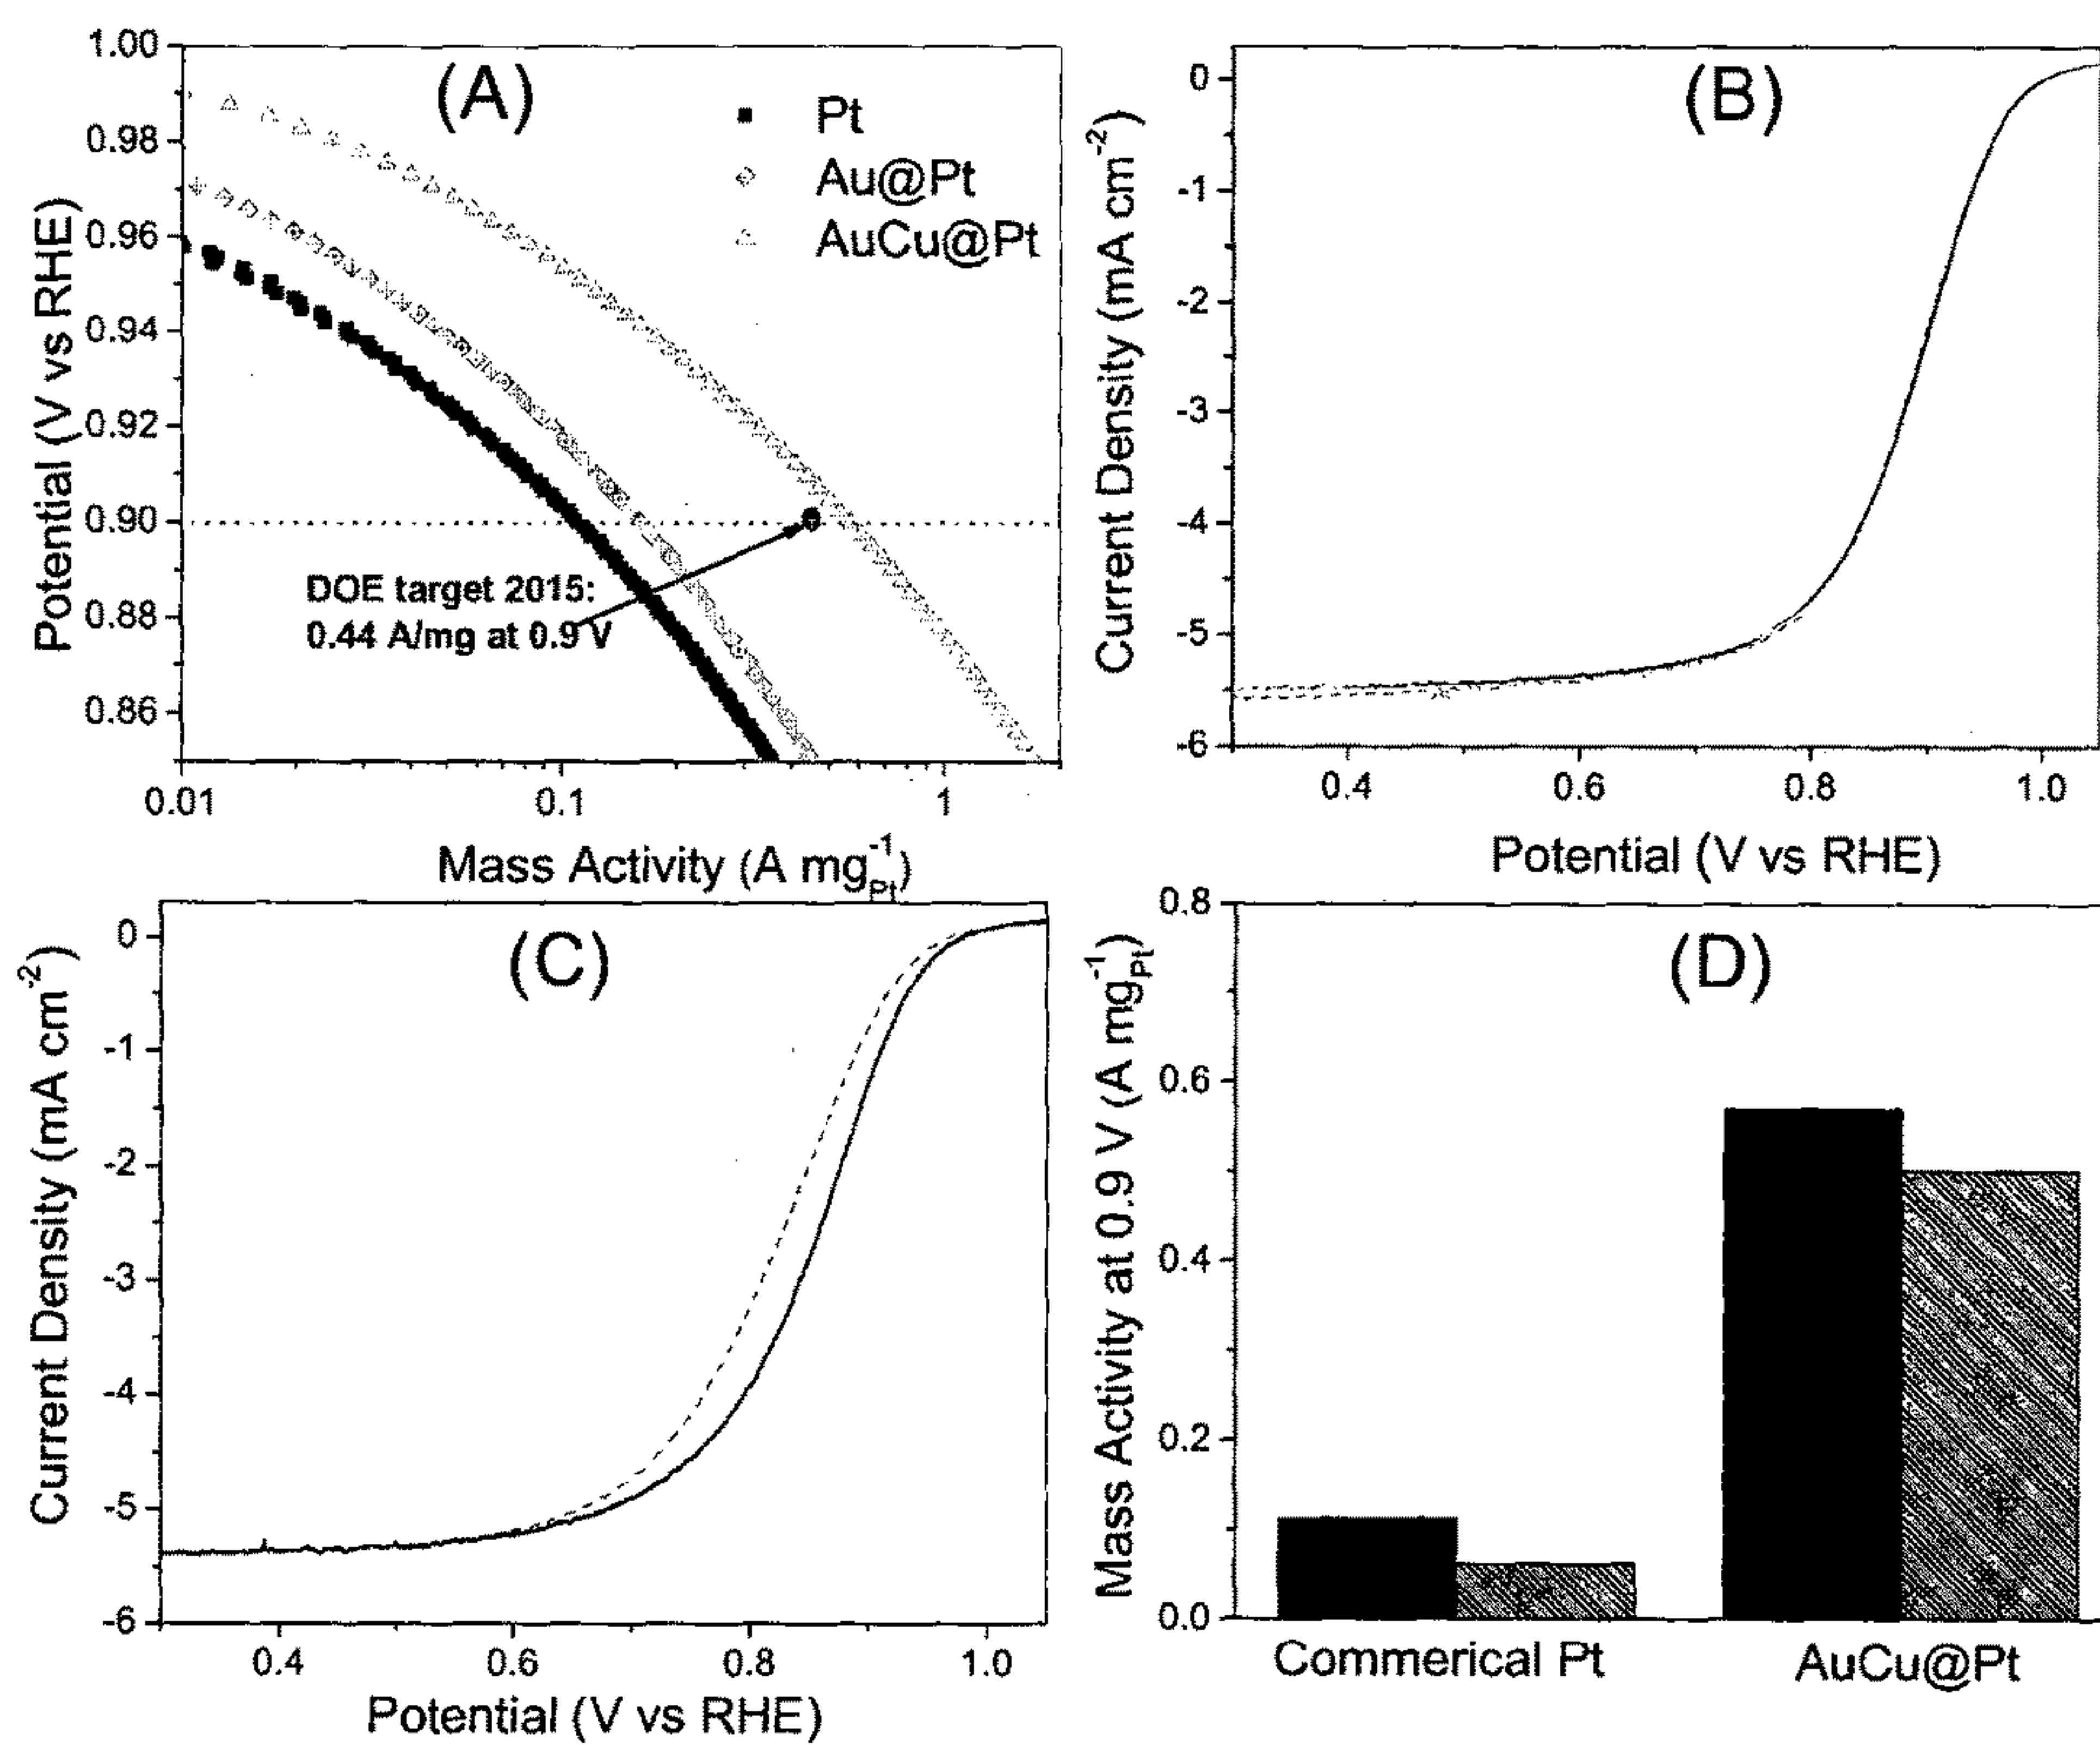 (A)
1.00
0.98
0.96
0.94
0.92
0.90
0.88
0.86
Potential (V vs RHE)
Pt
Au@Pt
AuCu@Pt
DOE target 2015:
0.44 A/mg at 0.9 V
0.01 0.1 1
Mass Activity (A mg⁻¹Pt)
(B)
0
-1
-2
-3
-4
-5
-6
Current Density (mA cm⁻²)
0.4 0.6 0.8 1.0
Potential (V vs RHE)
(C)
0
-1
-2
-3
-4
-5
-6
Current Density (mA cm⁻²)
0.4 0.6 0.8 1.0
Potential (V vs RHE)
(D)
0.8
0.6
0.4
0.2
0.0
Mass Activity at 0.9 V (A mg⁻¹Pt)
Commerical Pt AuCu@Pt